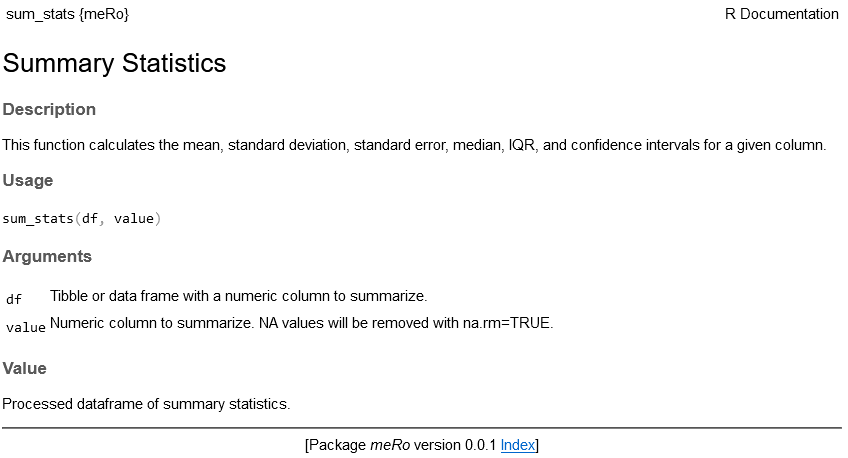 sum_stats {meRo} R Documentation
Summary Statistics
Description
This function calculates the mean, standard deviation, standard error, median, IQR, and confidence intervals for a given column.
Usage
sum_stats(df, value)
Arguments
df Tibble or data frame with a numeric column to summarize.
value Numeric column to summarize. NA values will be removed with na.rm=TRUE.
Value
Processed dataframe of summary statistics.
[Package meRo version 0.0.1 Index]